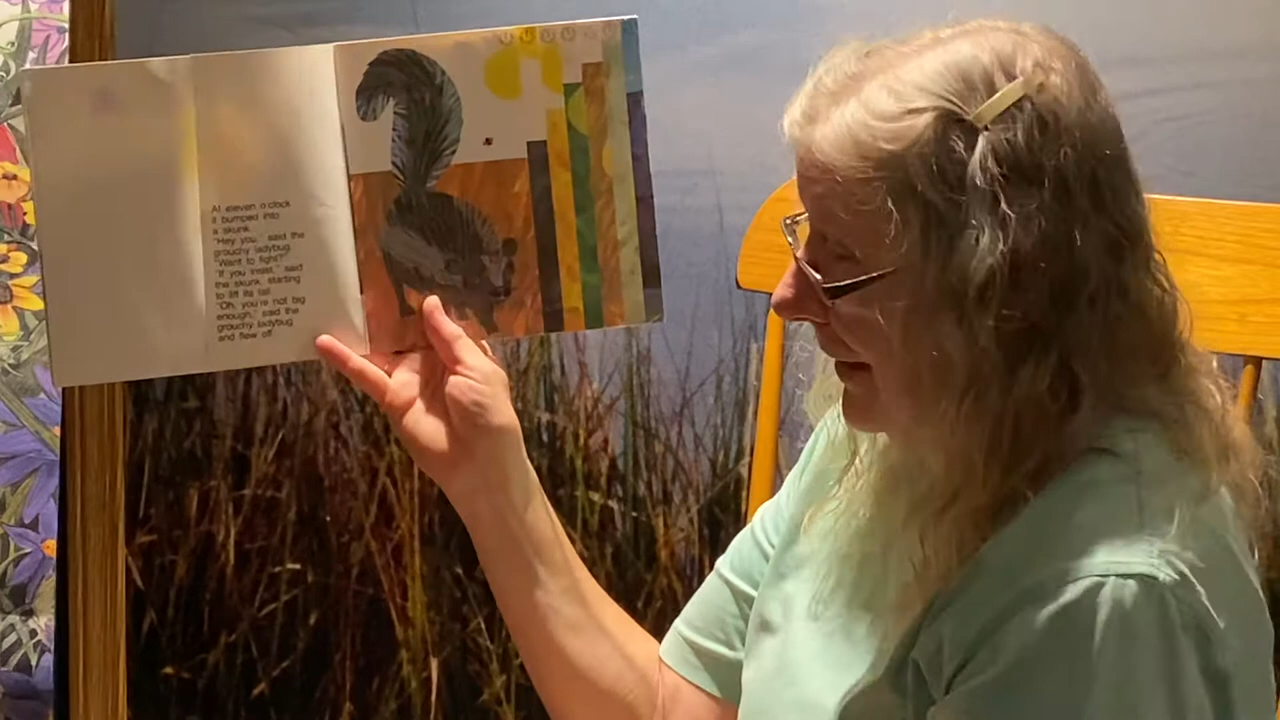 At eleven o'clock
it bumped into
a skunk.
"Hey you," said the
grouchy ladybug.
"Want to fight?"
"If you insist," said
the skunk, starting
to lift its tail.
"Oh, you're not big
enough," said the
grouchy ladybug
and flew off.